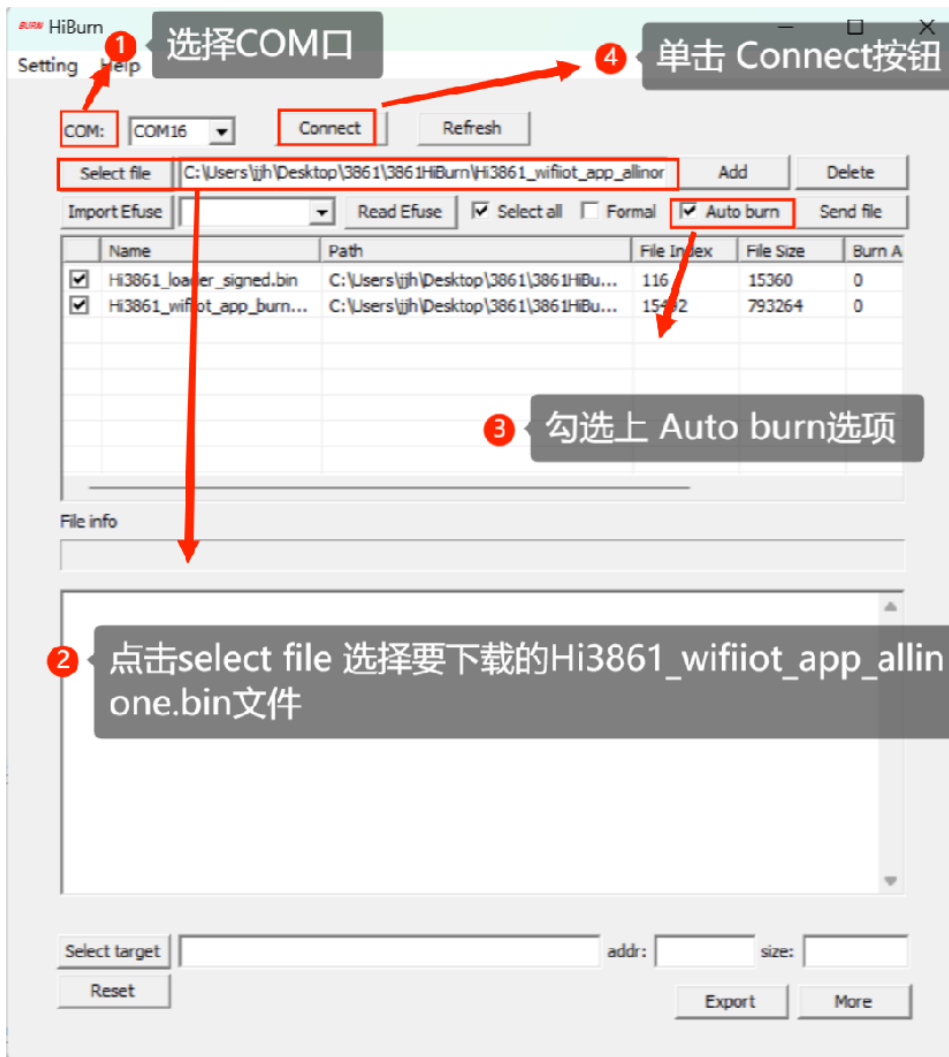 BURN HiBurn
1 选择COM口
4 单击 Connect按钮
Setting Help
COM: COM16 Connect Refresh
Select file C:\Users\jjh\Desktop\3861\3861HiBurn\Hi3861_wifiiot_app_allinor Add Delete
Import Efuse Read Efuse Select all Formal Auto burn Send file
Name Path File Index File Size Burn A
Hi3861_loader_signed.bin C:\Users\jjh\Desktop\3861\3861HiBu... 116 15360 0
Hi3861_wifiiot_app_burn... C:\Users\jjh\Desktop\3861\3861HiBu... 793264 0
3 勾选上 Auto burn选项
File info
2 点击select file 选择要下载的Hi3861_wifiiot_app_allin
one.bin文件
Select target addr: size:
Reset
Export More